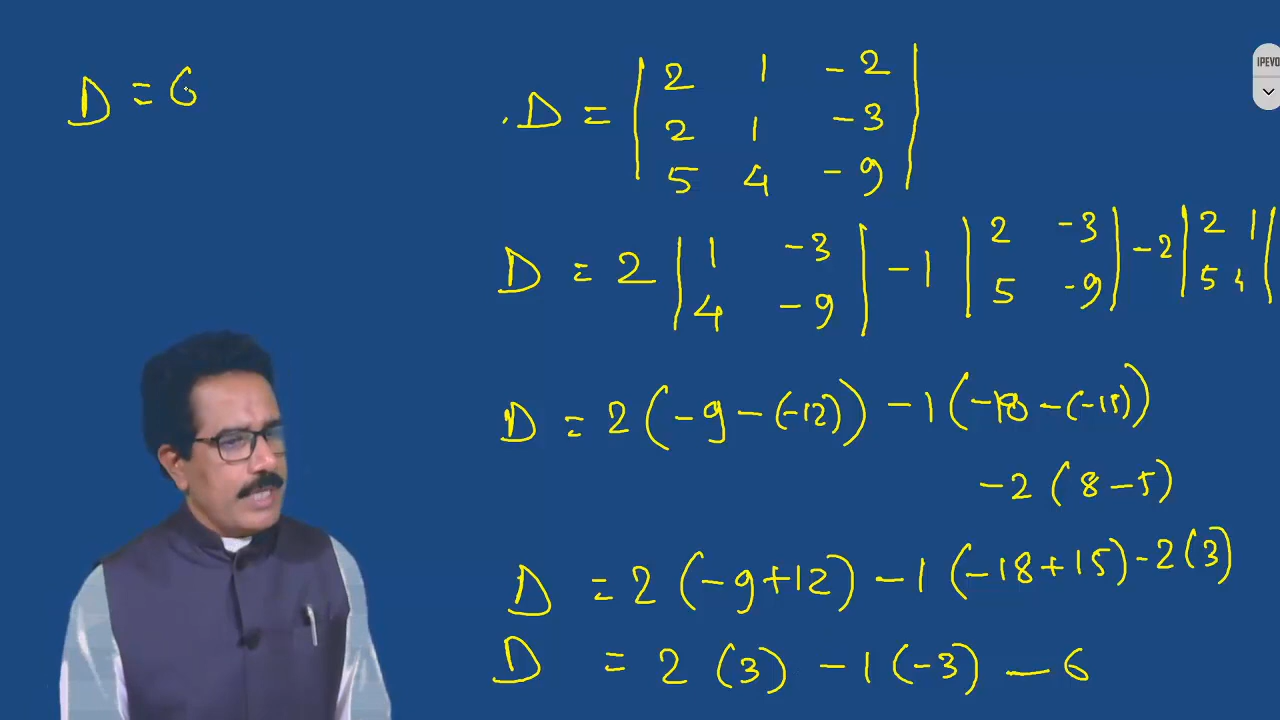 D = 6
. D = | 2 1 -2 |
| 2 1 -3 |
| 5 4 -9 |
D = 2 | 1 -3 | - 1 | 2 -3 | - 2 | 2 1 |
| 4 -9 | | 5 -9 | | 5 4 |
D = 2 (-9 - (-12)) - 1 (-18 - (-15))
- 2 (8 - 5)
D = 2 (-9 + 12) - 1 (-18 + 15) - 2 (3)
D = 2 (3) - 1 (-3) - 6
IPEVO